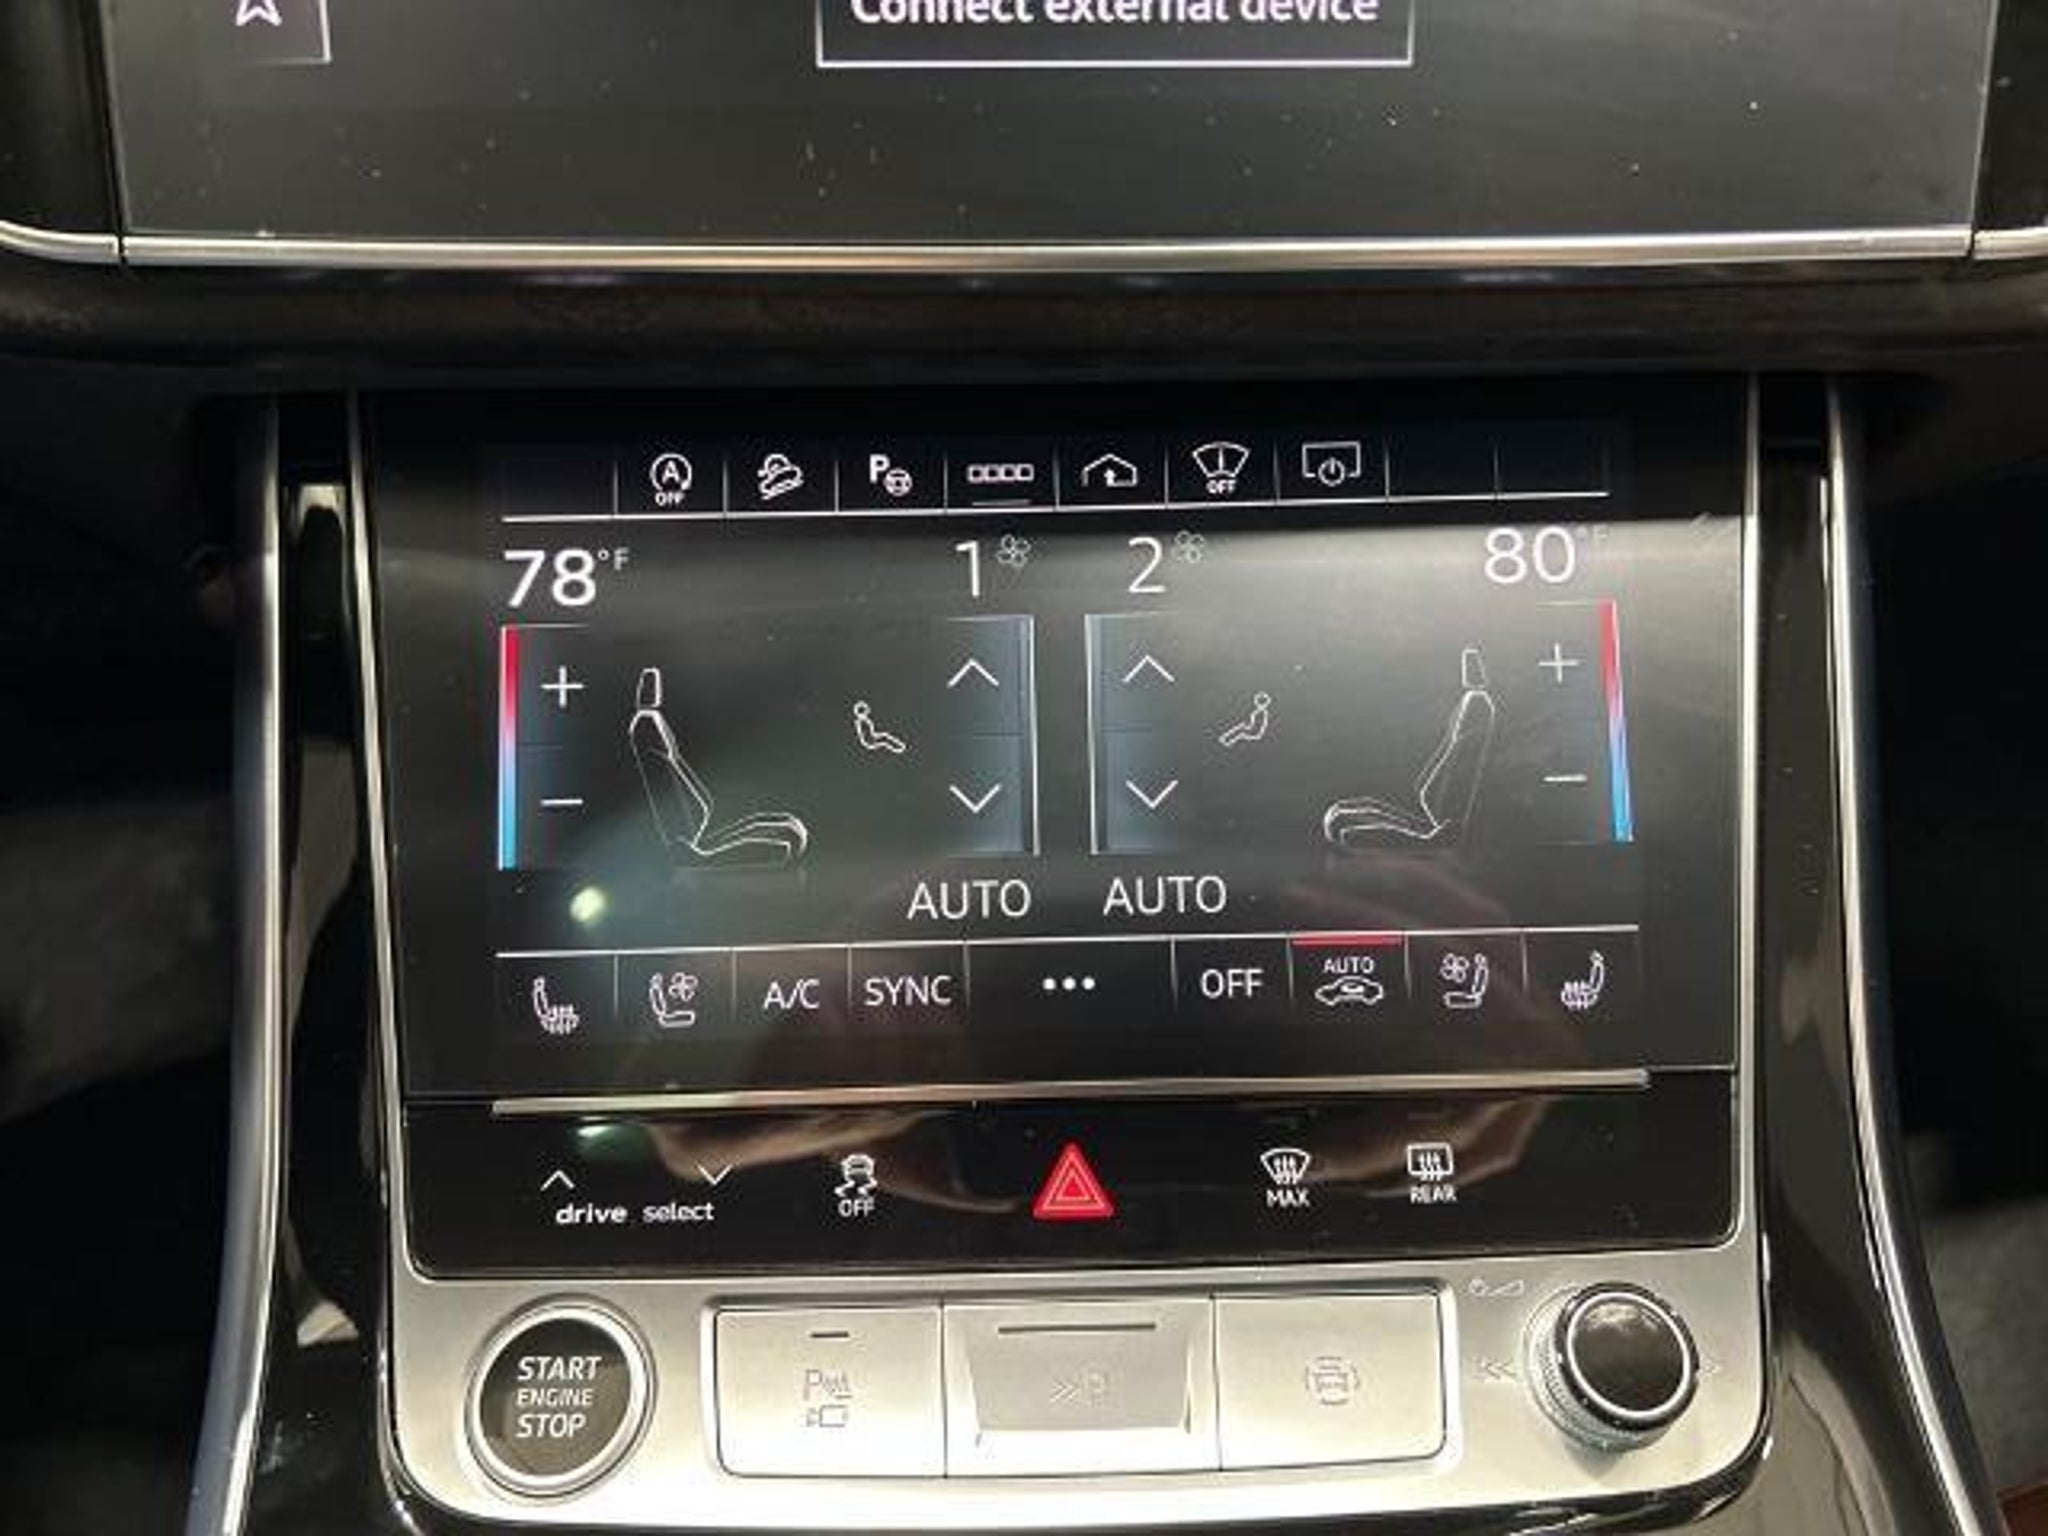 Connect external device
A
OFF
P
OFF
78°F
1
2
80°F
AUTO
AUTO
A/C
SYNC
•••
OFF
AUTO
drive select
OFF
MAX
REAR
START
ENGINE
STOP
P
P